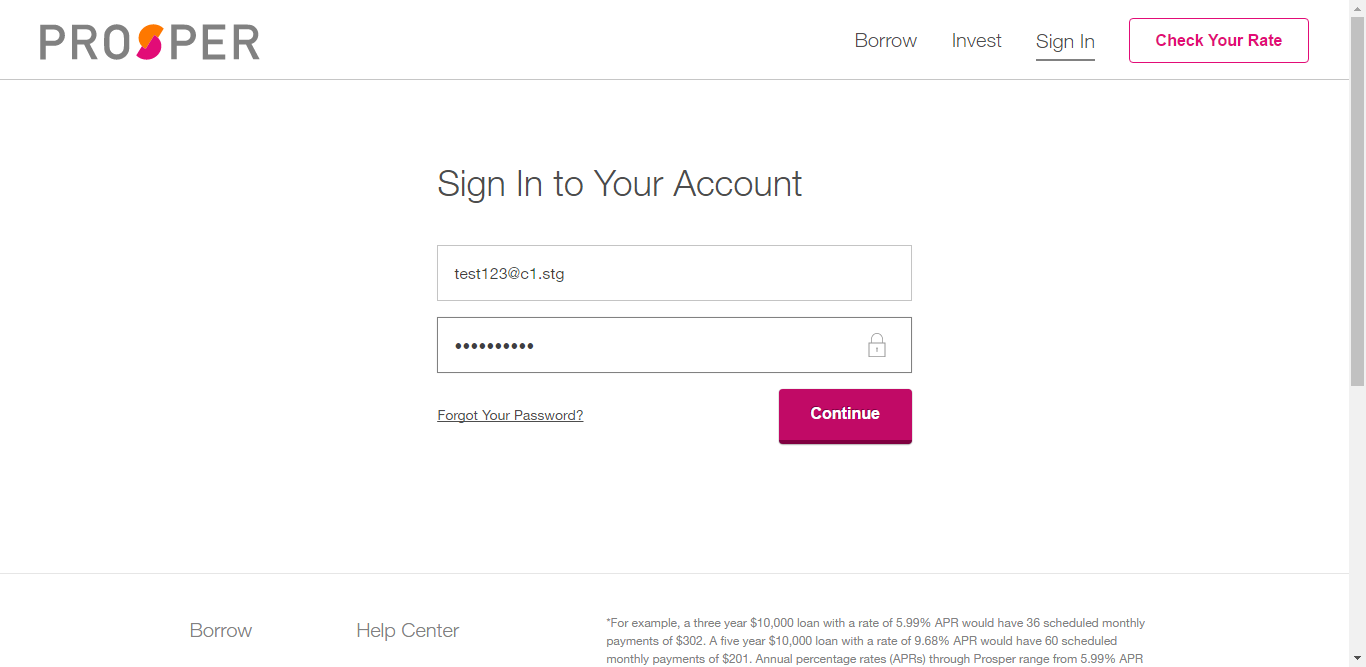 PROSPER
Borrow
Invest
Sign In
Check Your Rate
Sign In to Your Account
test123@c1.stg
••••••••••
Forgot Your Password?
Continue
Borrow
Help Center
*For example, a three year $10,000 loan with a rate of 5.99% APR would have 36 scheduled monthly
payments of $302. A five year $10,000 loan with a rate of 9.68% APR would have 60 scheduled
monthly payments of $201. Annual percentage rates (APRs) through Prosper range from 5.99% APR